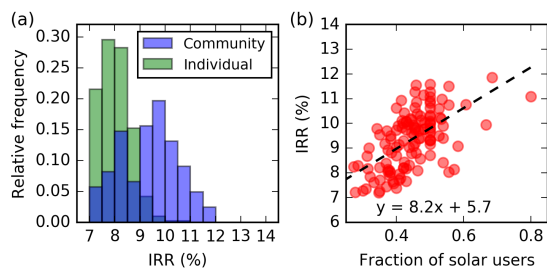 (a)
Relative frequency
0.30
0.25
0.20
0.15
0.10
0.05
0.00
Community
Individual
7 8 9 10 11 12 13 14
IRR (%)
(b)
IRR (%)
14
13
12
11
10
9
8
7
6
y = 8.2x + 5.7
0.4 0.6 0.8
Fraction of solar users